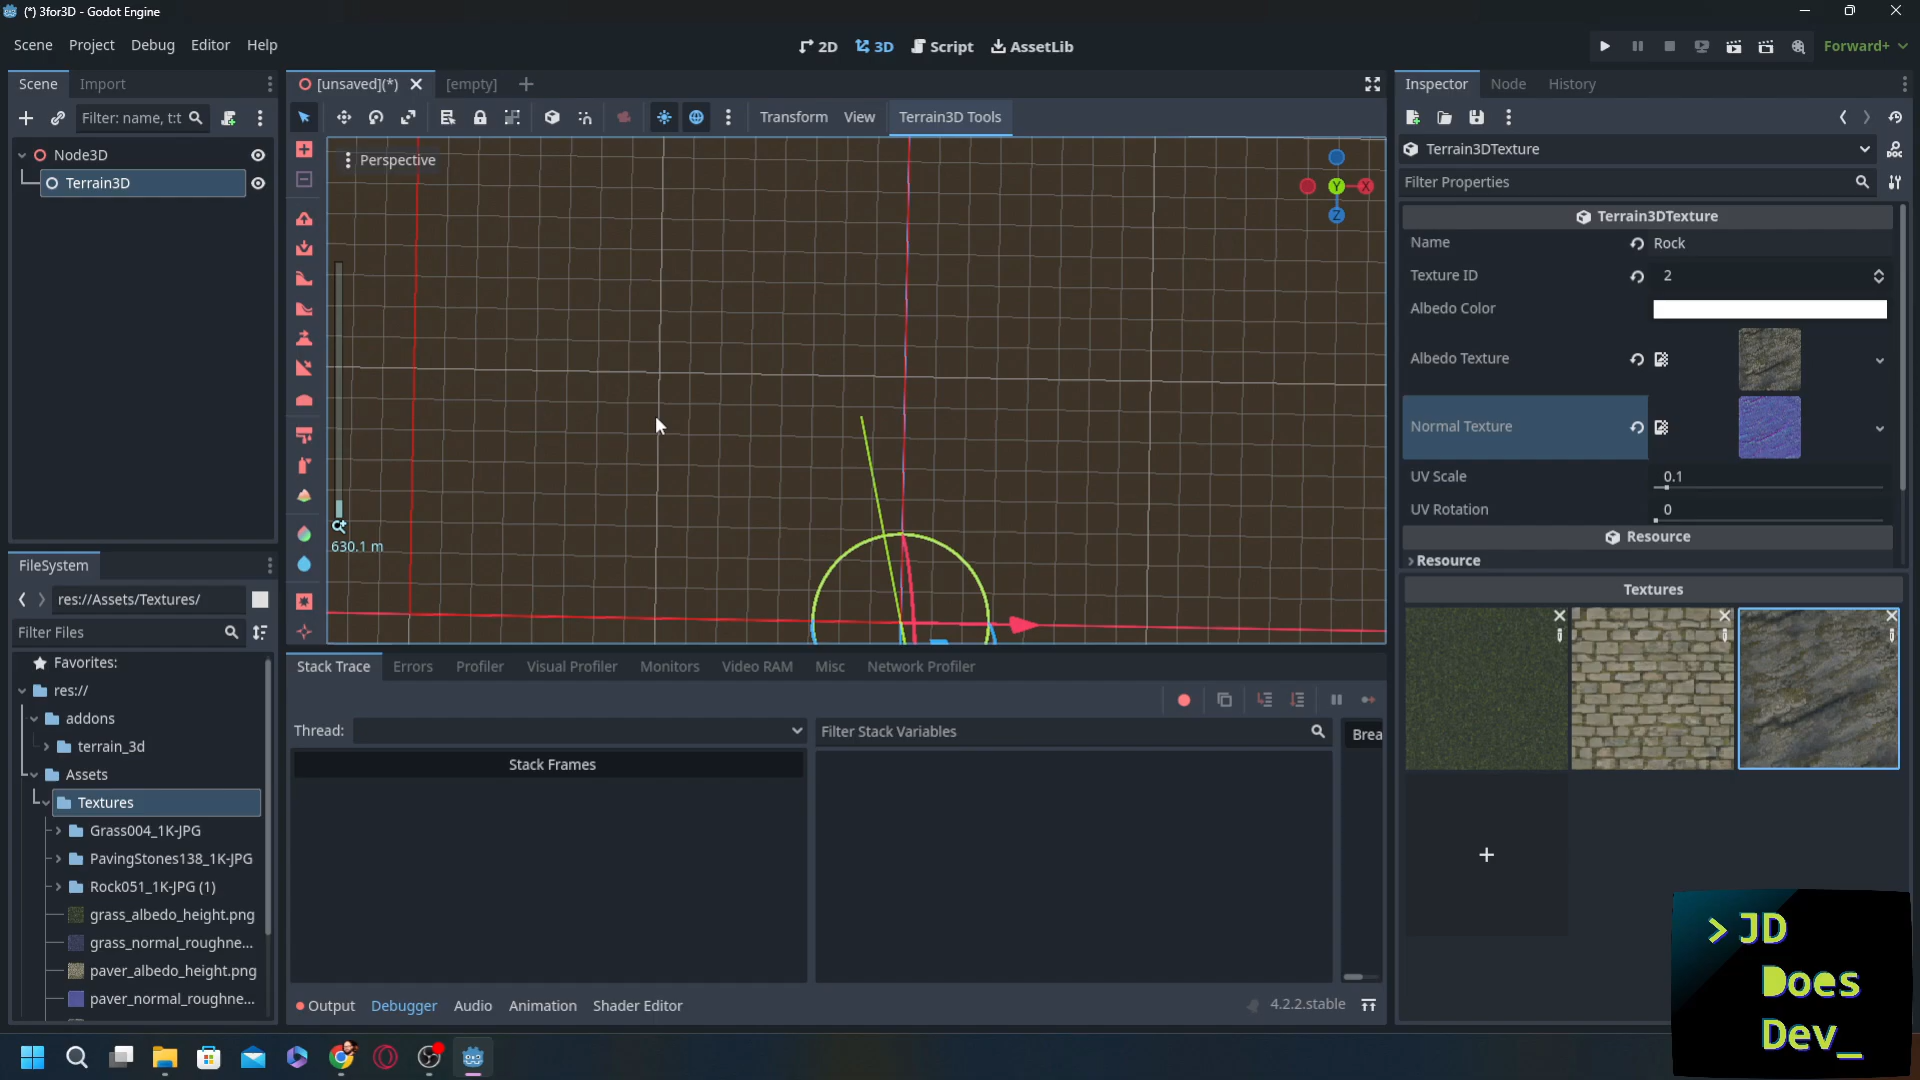 (*) 3for3D - Godot Engine
Scene Project Debug Editor Help
2D 3D Script AssetLib
Forward+
Scene Import
[unsaved](*) [empty]
Inspector Node History
Filter: name, t:t
Transform View Terrain3D Tools
Node3D
Terrain3D
Perspective
Y X
Z
630.1 m
Terrain3DTexture
DOC
Filter Properties
Terrain3DTexture
Name Rock
Texture ID 2
Albedo Color
Albedo Texture
Normal Texture
UV Scale 0.1
UV Rotation 0
Resource
Resource
Textures
FileSystem
res://Assets/Textures/
Filter Files
Favorites:
res://
addons
terrain_3d
Assets
Textures
Grass004_1K-JPG
PavingStones138_1K-JPG
Rock051_1K-JPG (1)
grass_albedo_height.png
grass_normal_roughne...
paver_albedo_height.png
paver_normal_roughne...
Stack Trace Errors Profiler Visual Profiler Monitors Video RAM Misc Network Profiler
Thread:
Filter Stack Variables
Brea
Stack Frames
Output Debugger Audio Animation Shader Editor
4.2.2.stable
+
> JD
Does
Dev_